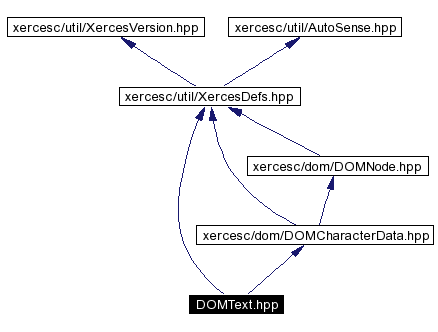 xercesc/util/XercesVersion.hpp
xercesc/util/AutoSense.hpp
xercesc/util/XercesDefs.hpp
xercesc/dom/DOMNode.hpp
xercesc/dom/DOMCharacterData.hpp
DOMText.hpp